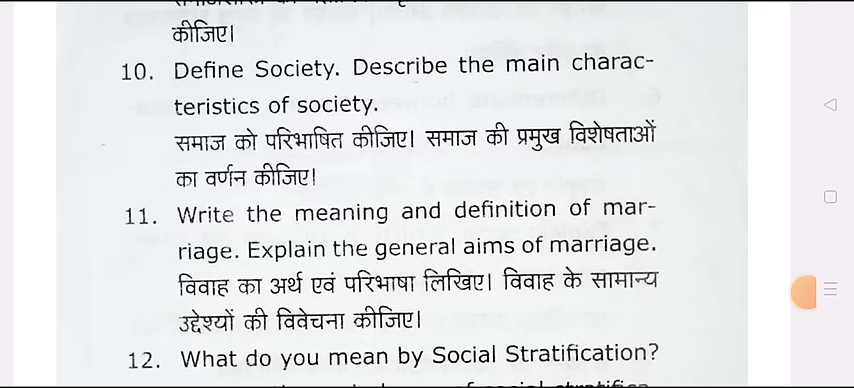 कीजिए।
10. Define Society. Describe the main charac-
teristics of society.
समाज को परिभाषित कीजिए। समाज की प्रमुख विशेषताओं
का वर्णन कीजिए!
11. Write the meaning and definition of mar-
riage. Explain the general aims of marriage.
विवाह का अर्थ एवं परिभाषा लिखिए। विवाह के सामान्य
उद्देश्यों की विवेचना कीजिए।
12. What do you mean by Social Stratification?